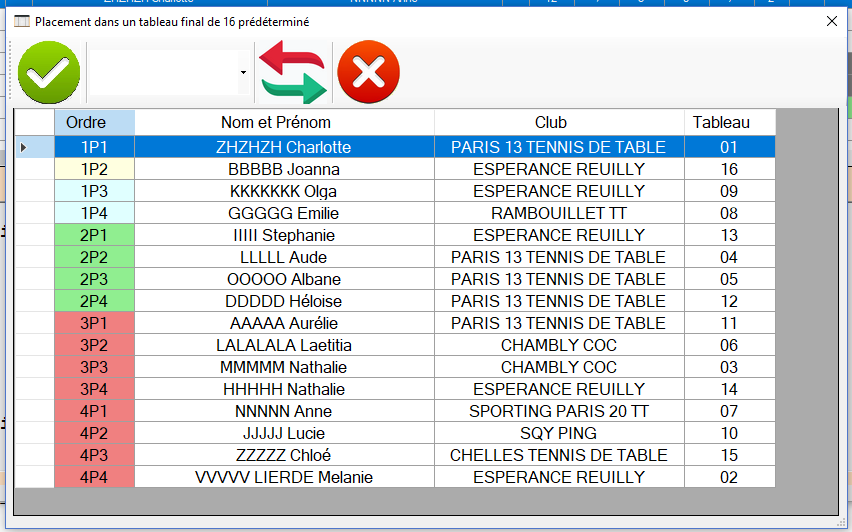 Placement dans un tableau final de 16 prédéterminé
Ordre Nom et Prénom Club Tableau
1P1 ZHZHZH Charlotte PARIS 13 TENNIS DE TABLE 01
1P2 BBBBB Joanna ESPERANCE REUILLY 16
1P3 KKKKKKK Olga ESPERANCE REUILLY 09
1P4 GGGGG Emilie RAMBOUILLET TT 08
2P1 IIIII Stephanie ESPERANCE REUILLY 13
2P2 LLLLL Aude PARIS 13 TENNIS DE TABLE 04
2P3 OOOOO Albane PARIS 13 TENNIS DE TABLE 05
2P4 DDDDD Héloise PARIS 13 TENNIS DE TABLE 12
3P1 AAAAA Aurélie PARIS 13 TENNIS DE TABLE 11
3P2 LALALALA Laetitia CHAMBLY COC 06
3P3 MMMMM Nathalie CHAMBLY COC 03
3P4 HHHHH Nathalie ESPERANCE REUILLY 14
4P1 NNNNN Anne SPORTING PARIS 20 TT 07
4P2 JJJJJ Lucie SQY PING 10
4P3 ZZZZZ Chloé CHELLES TENNIS DE TABLE 15
4P4 VVVVV LIERDE Melanie ESPERANCE REUILLY 02